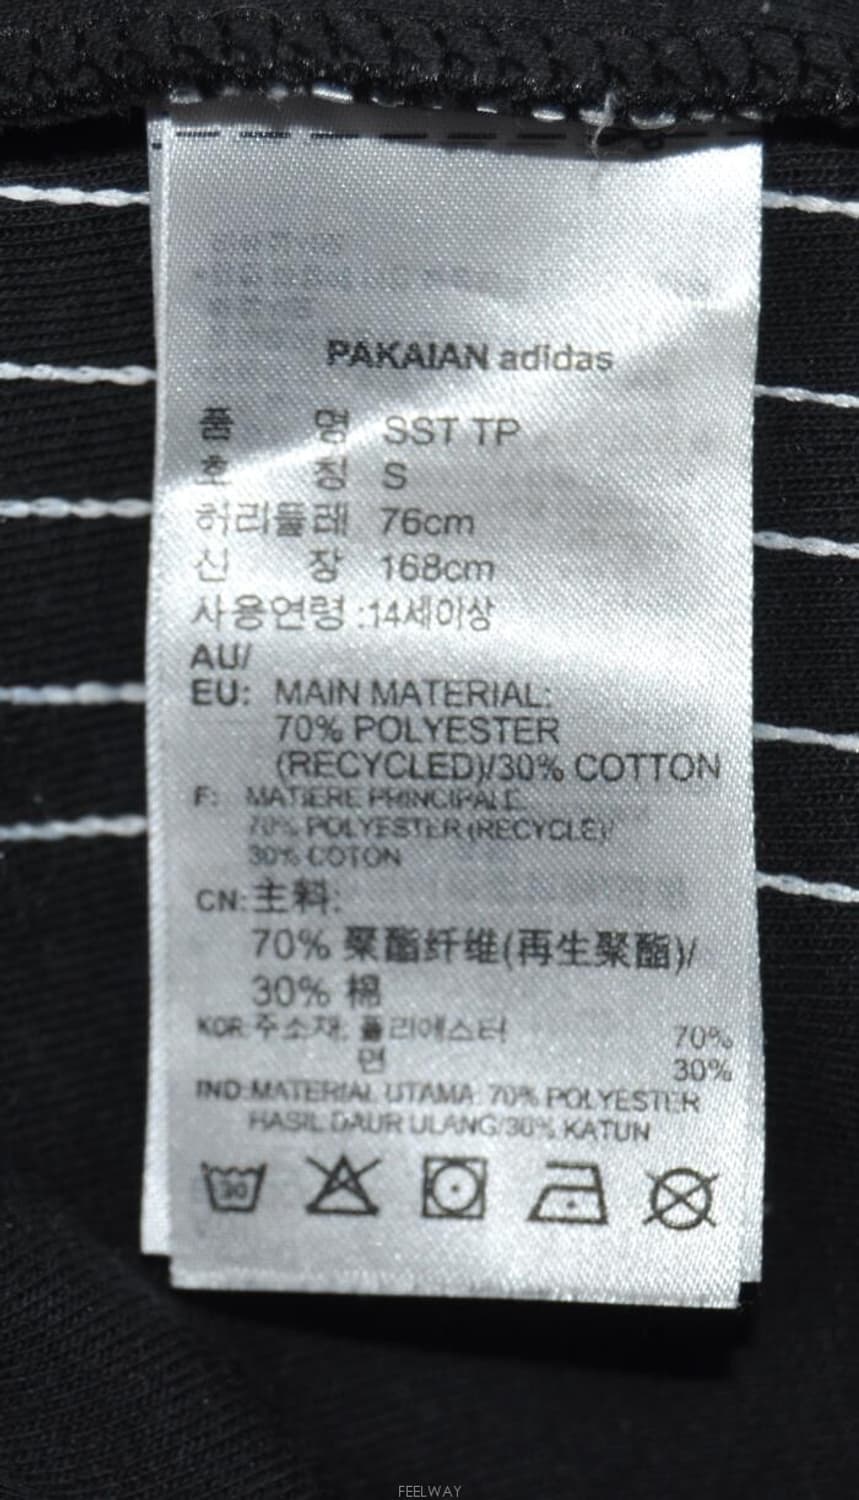 PAKAIAN adidas
품 명 SST TP
호 칭 S
허리둘레 76cm
신 장 168cm
사용연령 :14세이상
AU/
EU: MAIN MATERIAL:
70% POLYESTER
(RECYCLED)/30% COTTON
F: MATIERE PRINCIPALE:
70% POLYESTER (RECYCLE)/
30% COTON
CN: 主料:
70% 聚酯纤维(再生聚酯)/
30% 棉
KOR: 주소재: 폴리에스터 70%
면 30%
IND: MATERIAL UTAMA: 70% POLYESTER
HASIL DAUR ULANG/30% KATUN
30
FEELWAY